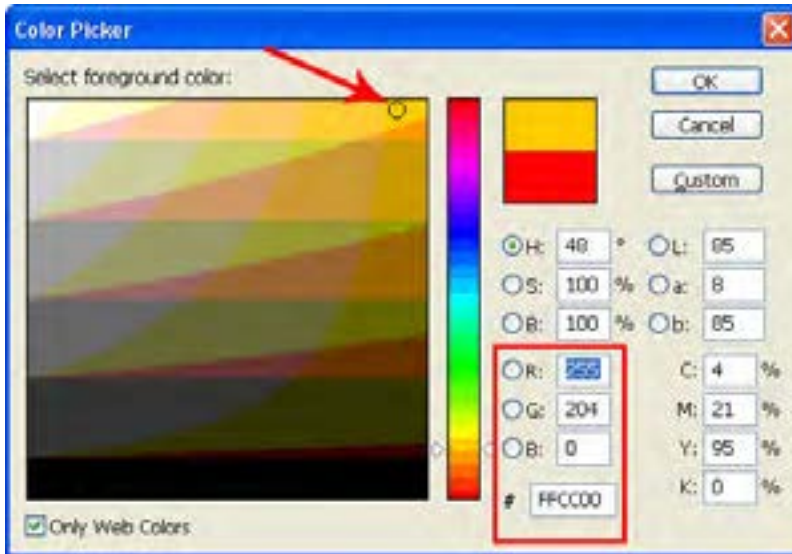 Color Picker
Select foreground color:
OK
Cancel
Custom
H: 48 °
S: 100 %
B: 100 %
L: 85
a: 8
b: 85
R: 255
G: 204
B: 0
# FFCC00
C: 4 %
M: 21 %
Y: 95 %
K: 0 %
Only Web Colors